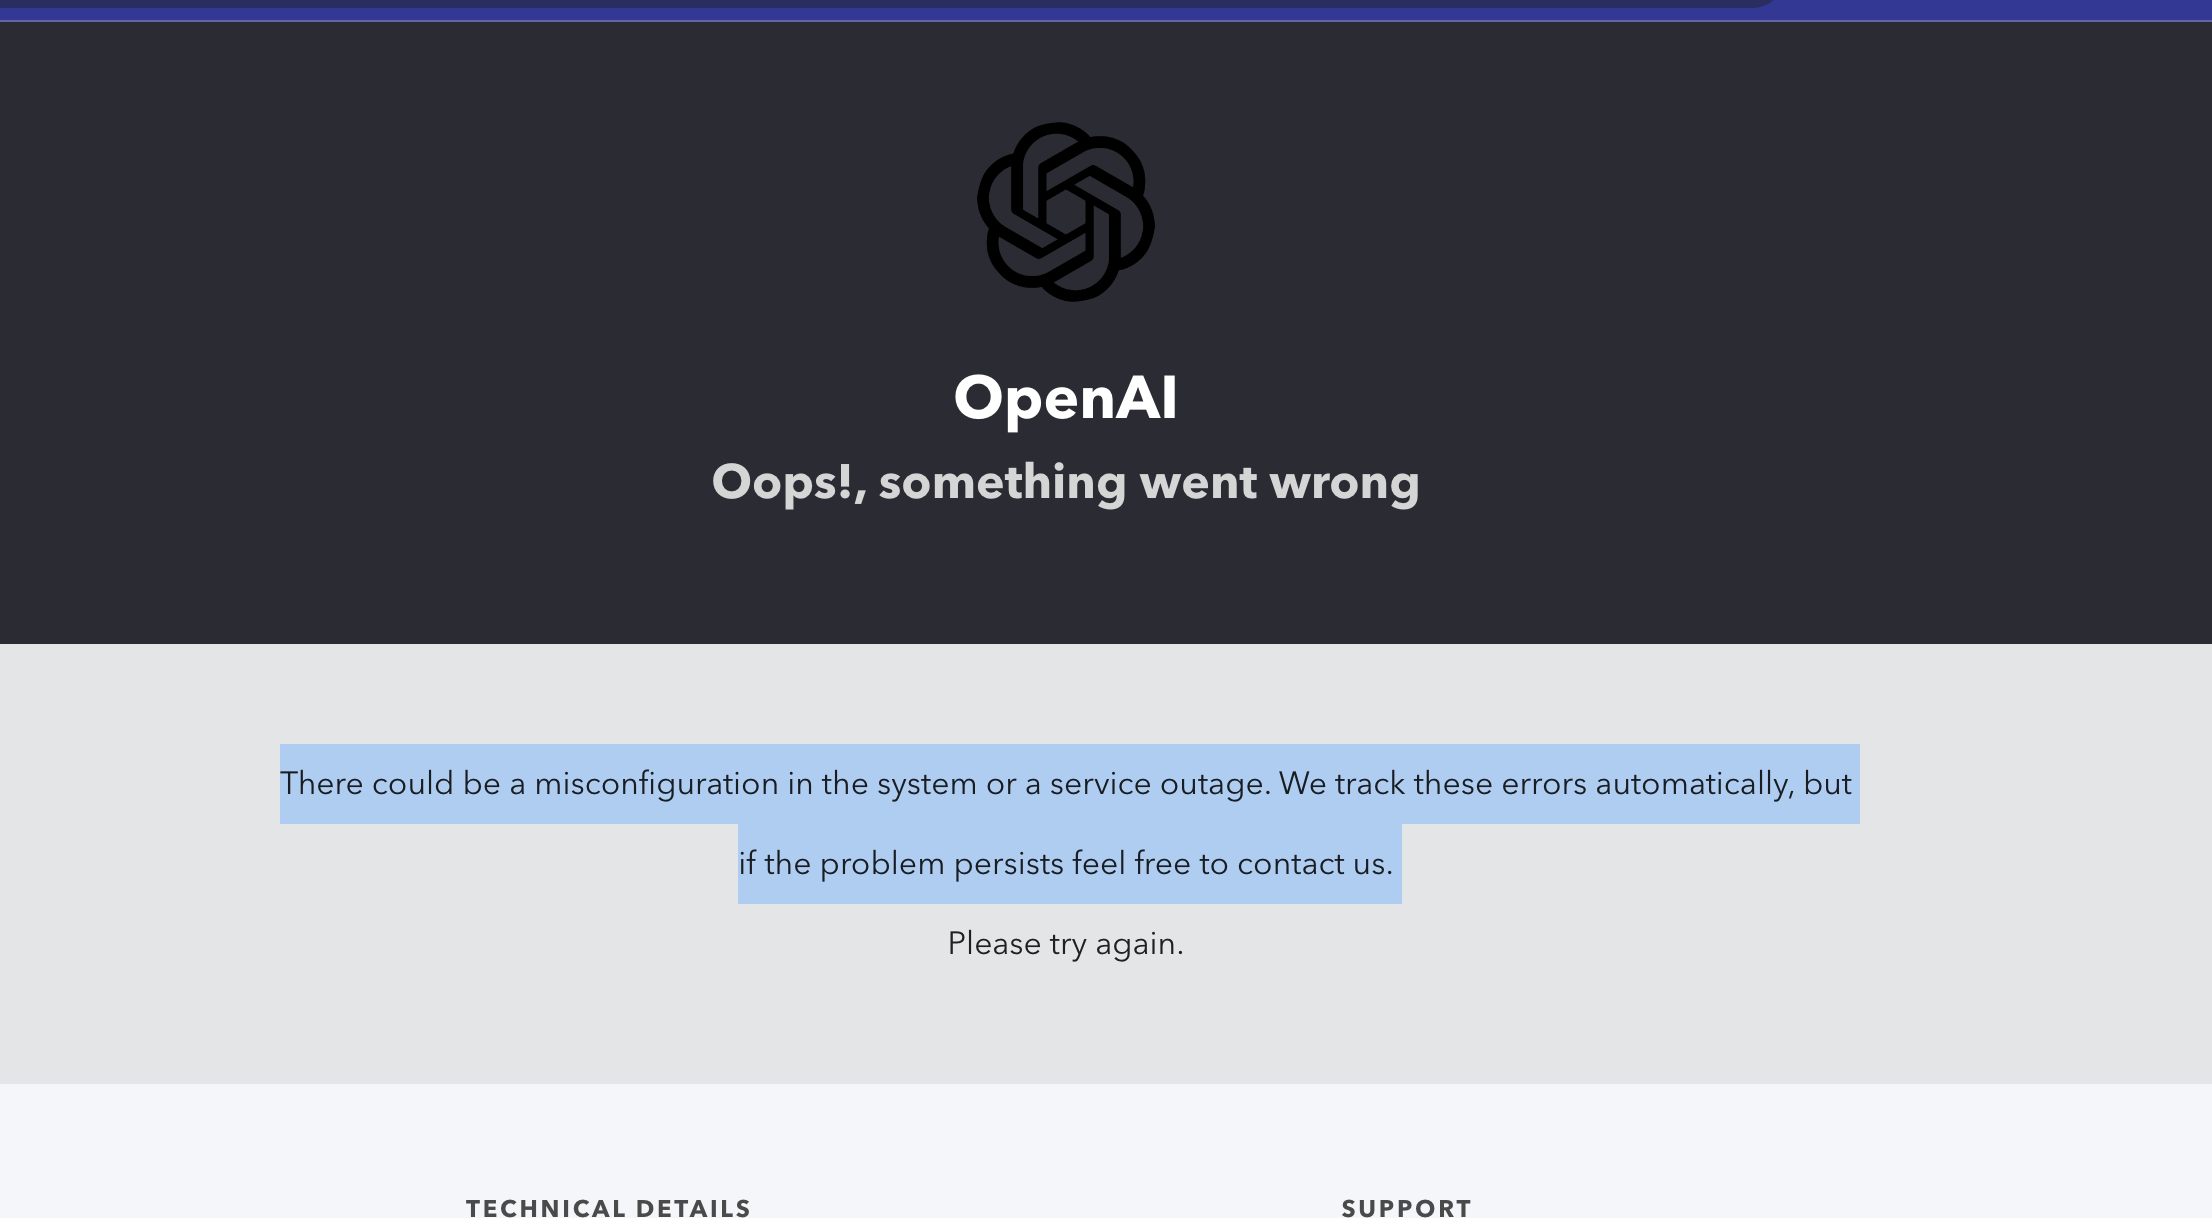 OpenAI
Oops!, something went wrong
There could be a misconfiguration in the system or a service outage. We track these errors automatically, but
if the problem persists feel free to contact us.
Please try again.
TECHNICAL DETAILS
SUPPORT